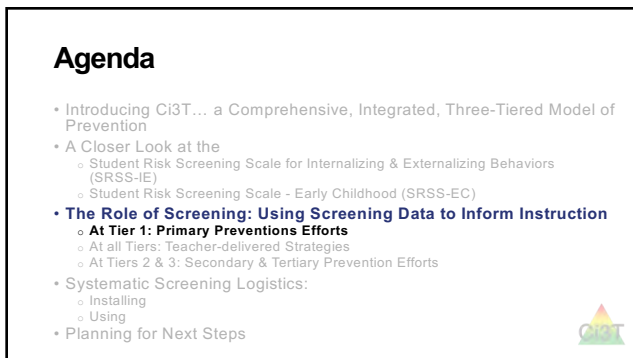 Agenda
• Introducing Ci3T… a Comprehensive, Integrated, Three-Tiered Model of
Prevention
• A Closer Look at the
o Student Risk Screening Scale for Internalizing & Externalizing Behaviors
(SRSS-IE)
o Student Risk Screening Scale - Early Childhood (SRSS-EC)
• The Role of Screening: Using Screening Data to Inform Instruction
o At Tier 1: Primary Preventions Efforts
o At all Tiers: Teacher-delivered Strategies
o At Tiers 2 & 3: Secondary & Tertiary Prevention Efforts
• Systematic Screening Logistics:
o Installing
o Using
• Planning for Next Steps
Ci3T